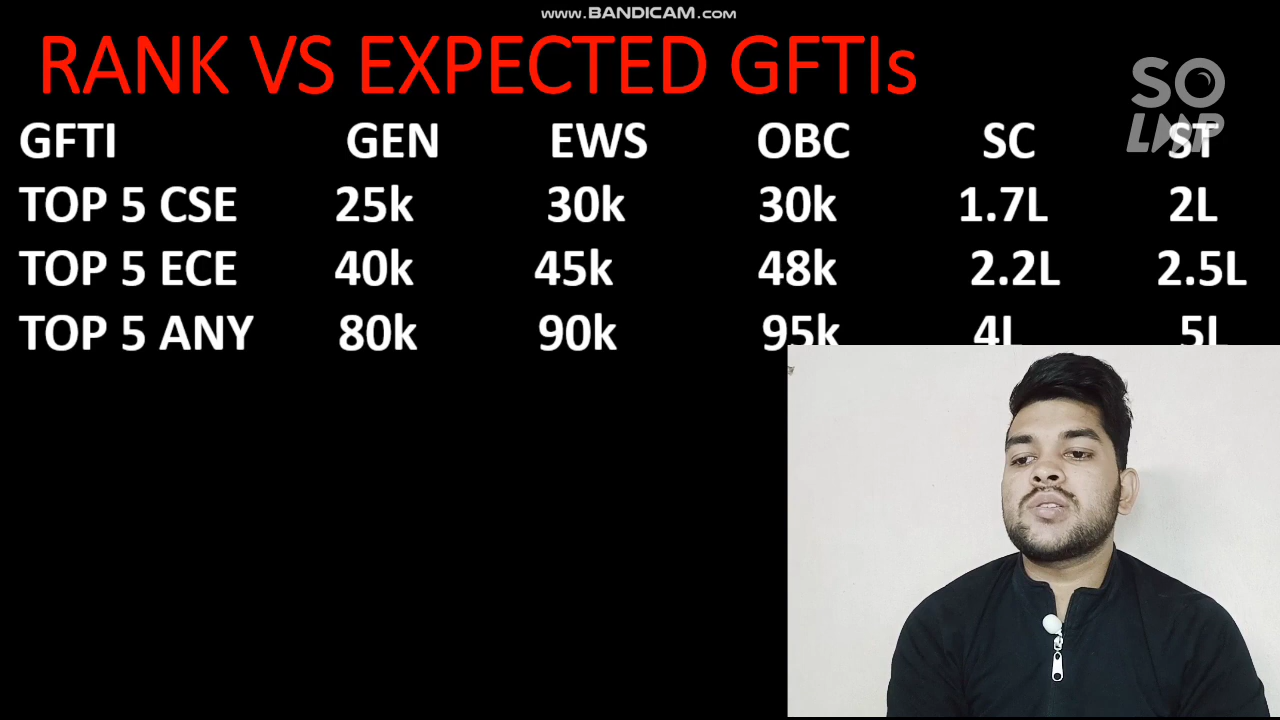 www.BANDICAM.com
RANK VS EXPECTED GFTIs
SO
LMP
GFTI GEN EWS OBC SC ST
TOP 5 CSE 25k 30k 30k 1.7L 2L
TOP 5 ECE 40k 45k 48k 2.2L 2.5L
TOP 5 ANY 80k 90k 95k 4L 5L